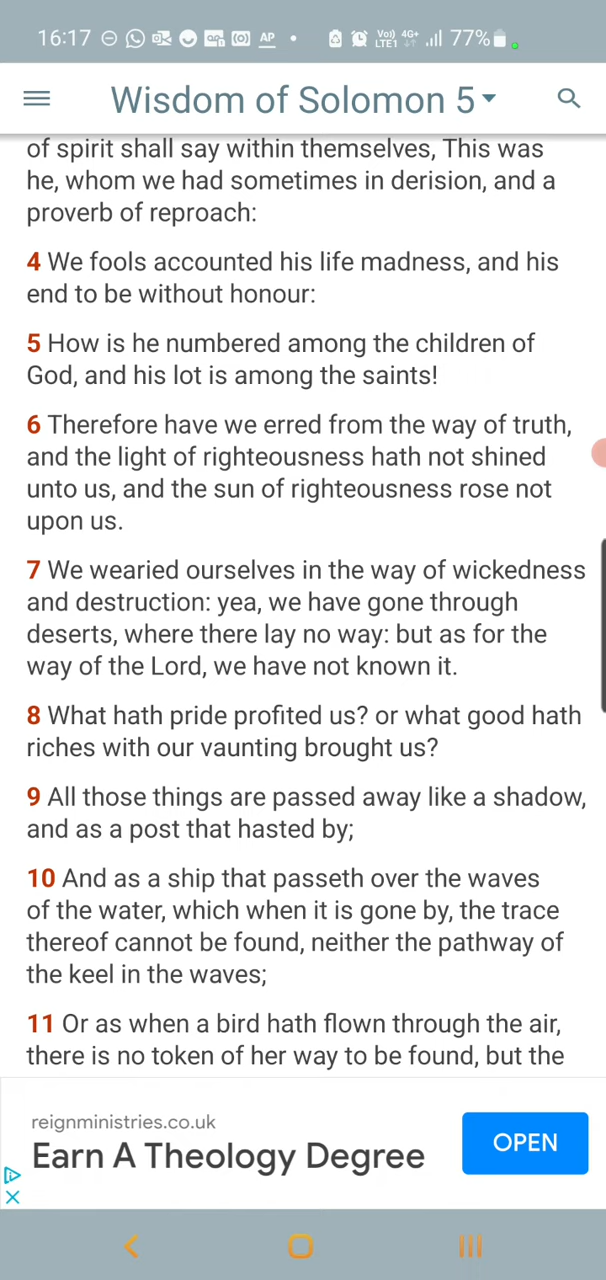 16:17 AP Voi) 4G+ LTE1 77%
Wisdom of Solomon 5
of spirit shall say within themselves, This was
he, whom we had sometimes in derision, and a
proverb of reproach:
4 We fools accounted his life madness, and his
end to be without honour:
5 How is he numbered among the children of
God, and his lot is among the saints!
6 Therefore have we erred from the way of truth,
and the light of righteousness hath not shined
unto us, and the sun of righteousness rose not
upon us.
7 We wearied ourselves in the way of wickedness
and destruction: yea, we have gone through
deserts, where there lay no way: but as for the
way of the Lord, we have not known it.
8 What hath pride profited us? or what good hath
riches with our vaunting brought us?
9 All those things are passed away like a shadow,
and as a post that hasted by;
10 And as a ship that passeth over the waves
of the water, which when it is gone by, the trace
thereof cannot be found, neither the pathway of
the keel in the waves;
11 Or as when a bird hath flown through the air,
there is no token of her way to be found, but the
reignministries.co.uk
Earn A Theology Degree
OPEN